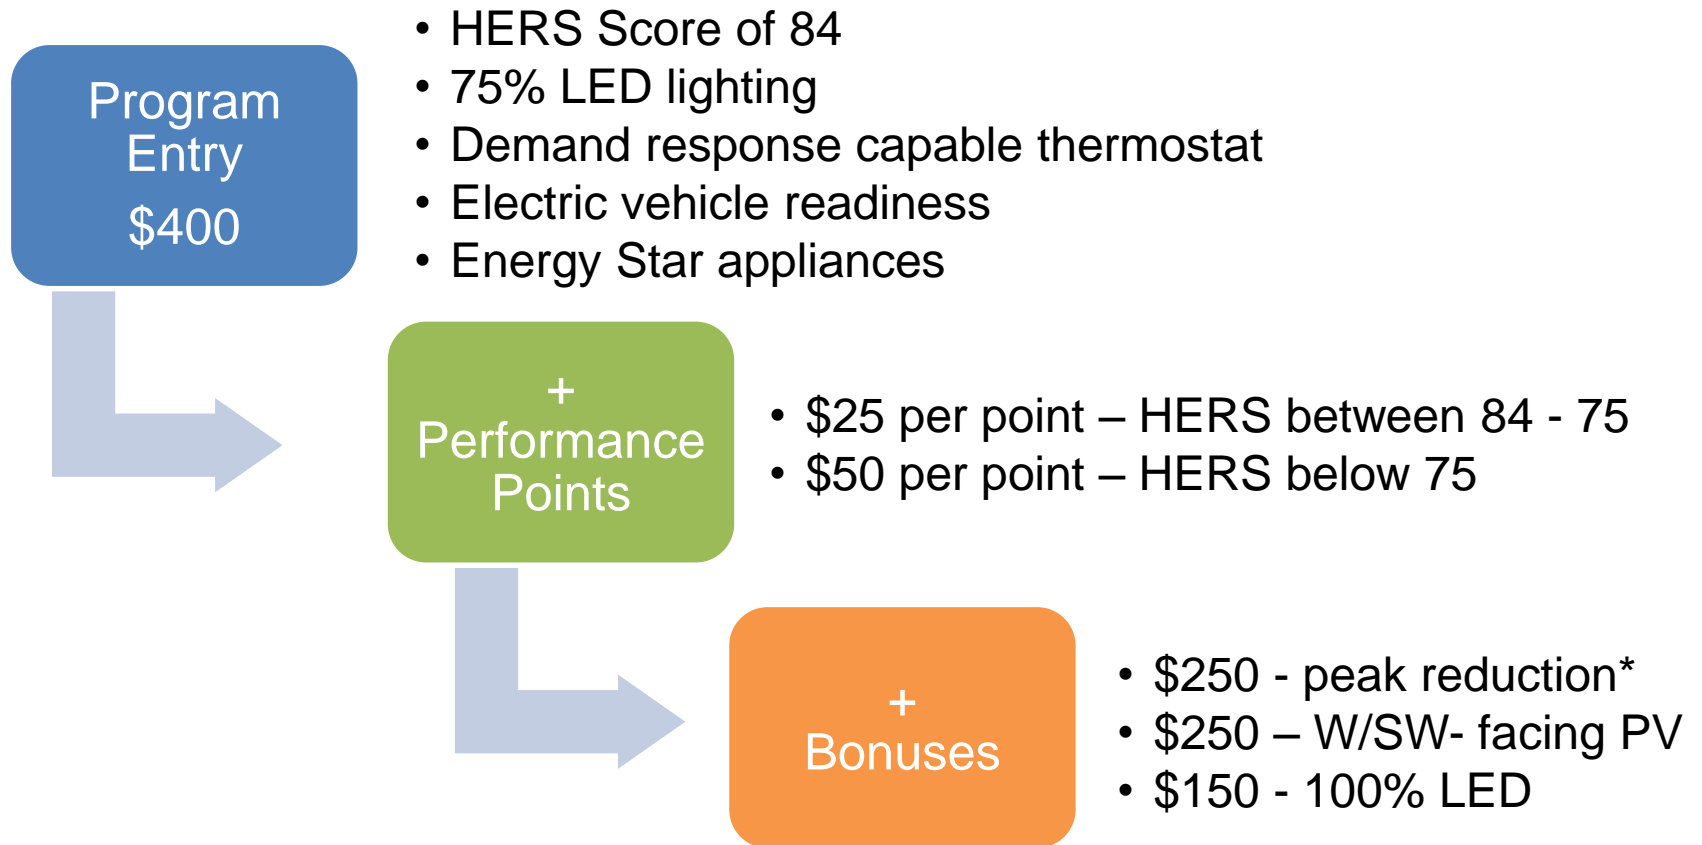 Program
Entry
$400
• HERS Score of 84
• 75% LED lighting
• Demand response capable thermostat
• Electric vehicle readiness
• Energy Star appliances
+
Performance
Points
• $25 per point – HERS between 84 - 75
• $50 per point – HERS below 75
+
Bonuses
• $250 - peak reduction*
• $250 – W/SW- facing PV
• $150 - 100% LED